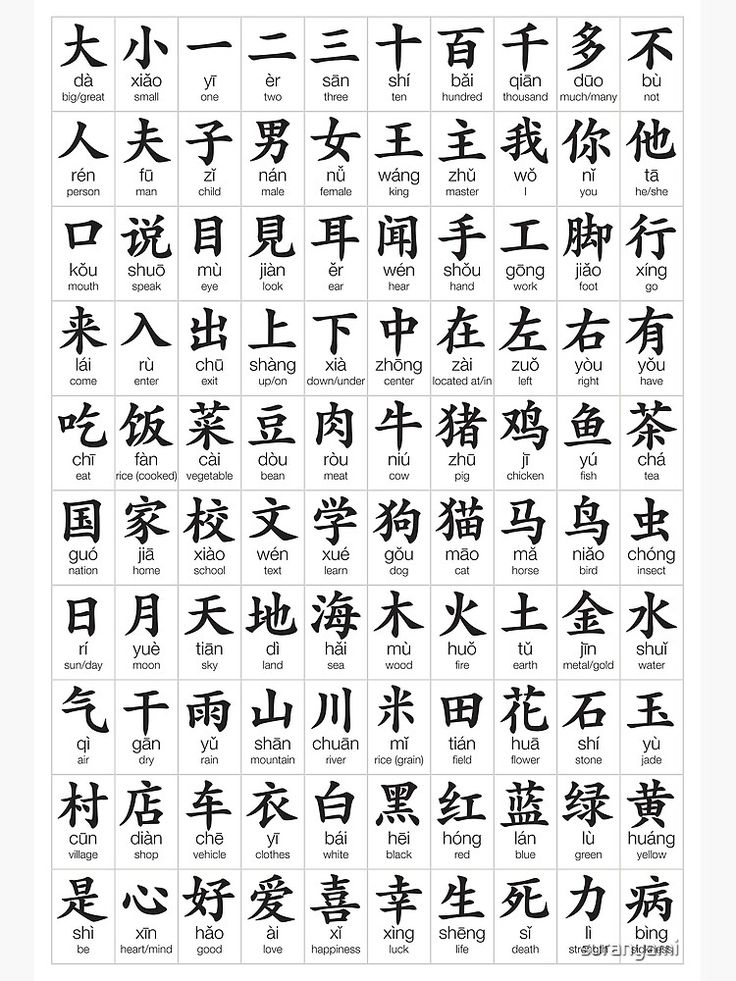 大 小 一 二 三 十 百 千 多 不
dà xiǎo yī èr sān shí bǎi qiān duō bù
big/great small one two three ten hundred thousand much/many not
人 夫 子 男 女 王 主 我 你 他
rén fū zǐ nán nǔ wáng zhǔ wǒ nǐ tā
person man child male female king master I you he/she
口 说 目 見 耳 闻 手 工 脚 行
kǒu shuō mù jiàn ěr wén shǒu gōng jiǎo xíng
mouth speak eye look ear hear hand work foot go
来 入 出 上 下 中 在 左 右 有
lái rù chū shàng xià zhōng zài zuǒ yòu yǒu
come enter exit up/on down/under center located at/in left right have
吃 饭 菜 豆 肉 牛 猪 鸡 鱼 茶
chī fàn cài dòu ròu niú zhū jī yú chá
eat rice (cooked) vegetable bean meat cow pig chicken fish tea
国 家 校 文 学 狗 猫 马 鸟 虫
guó jiā xiào wén xué gǒu māo mǎ niǎo chóng
nation home school text learn dog cat horse bird insect
日 月 天 地 海 木 火 土 金 水
rí yuè tiān dì hǎi mù huǒ tǔ jīn shuǐ
sun/day moon sky land sea wood fire earth metal/gold water
气 干 雨 山 川 米 田 花 石 玉
qì gān yǔ shān chuān mǐ tián huā shí yù
air dry rain mountain river rice (grain) field flower stone jade
村 店 车 衣 白 黑 红 蓝 绿 黄
cūn diàn chē yī bái hēi hóng lán lù huáng
village shop vehicle clothes white black red blue green yellow
是 心 好 爱 喜 幸 生 死 力 病
shì xīn hǎo ài xǐ xìng shēng sǐ lì bìng
be heart/mind good love happiness luck life death strength
surangami